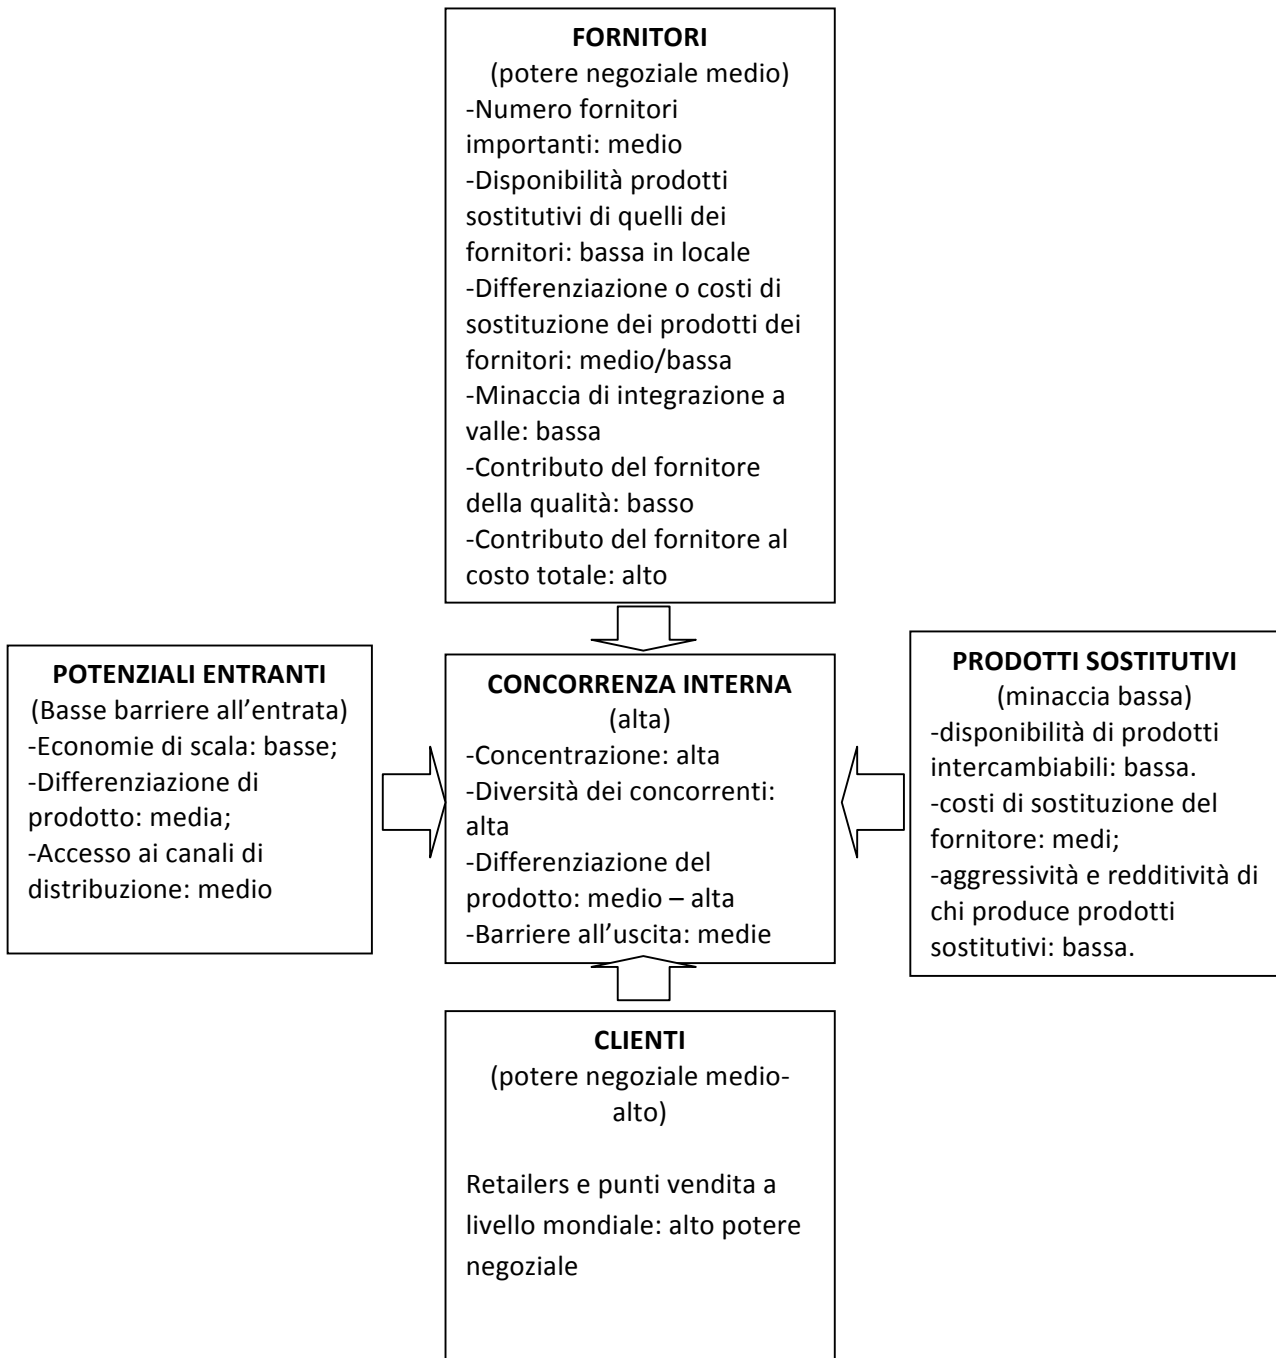 FORNITORI
(potere negoziale medio)
-Numero fornitori
importanti: medio
-Disponibilità prodotti
sostitutivi di quelli dei
fornitori: bassa in locale
-Differenziazione o costi di
sostituzione dei prodotti dei
fornitori: medio/bassa
-Minaccia di integrazione a
valle: bassa
-Contributo del fornitore
della qualità: basso
-Contributo del fornitore al
costo totale: alto
POTENZIALI ENTRANTI
(Basse barriere all’entrata)
-Economie di scala: basse;
-Differenziazione di
prodotto: media;
-Accesso ai canali di
distribuzione: medio
CONCORRENZA INTERNA
(alta)
-Concentrazione: alta
-Diversità dei concorrenti:
alta
-Differenziazione del
prodotto: medio – alta
-Barriere all’uscita: medie
PRODOTTI SOSTITUTIVI
(minaccia bassa)
-disponibilità di prodotti
intercambiabili: bassa.
-costi di sostituzione del
fornitore: medi;
-aggressività e redditività di
chi produce prodotti
sostitutivi: bassa.
CLIENTI
(potere negoziale medio-
alto)
Retailers e punti vendita a
livello mondiale: alto potere
negoziale